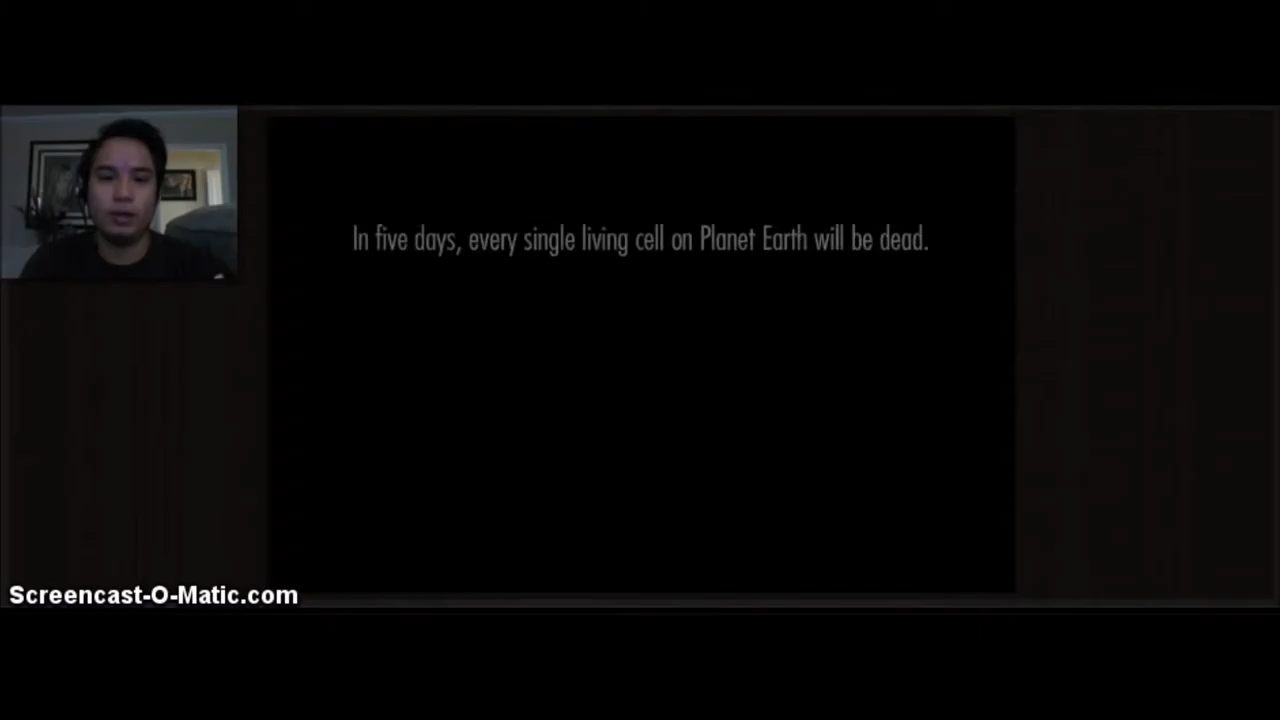 In five days, every single living cell on Planet Earth will be dead.
Screencast-O-Matic.com